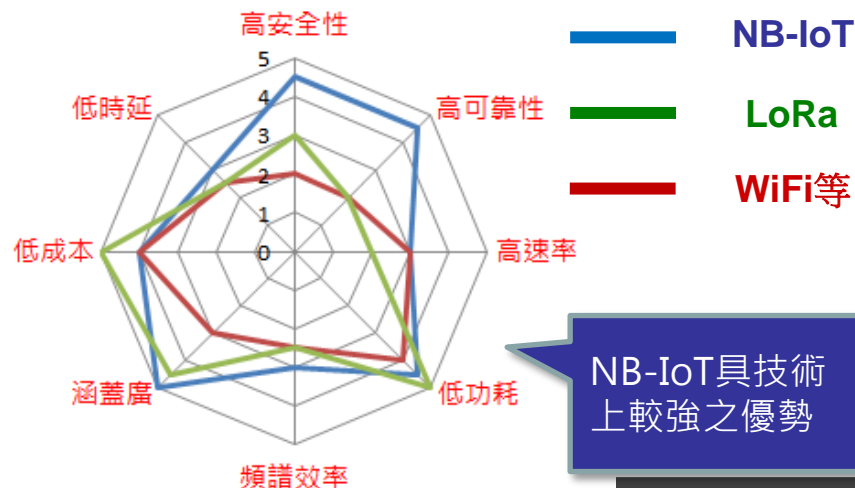 高安全性
高可靠性
高速率
低功耗
頻譜效率
涵蓋廣
低成本
低時延
5
4
3
2
1
0
NB-IoT
LoRa
WiFi等
NB-IoT具技術
上較強之優勢